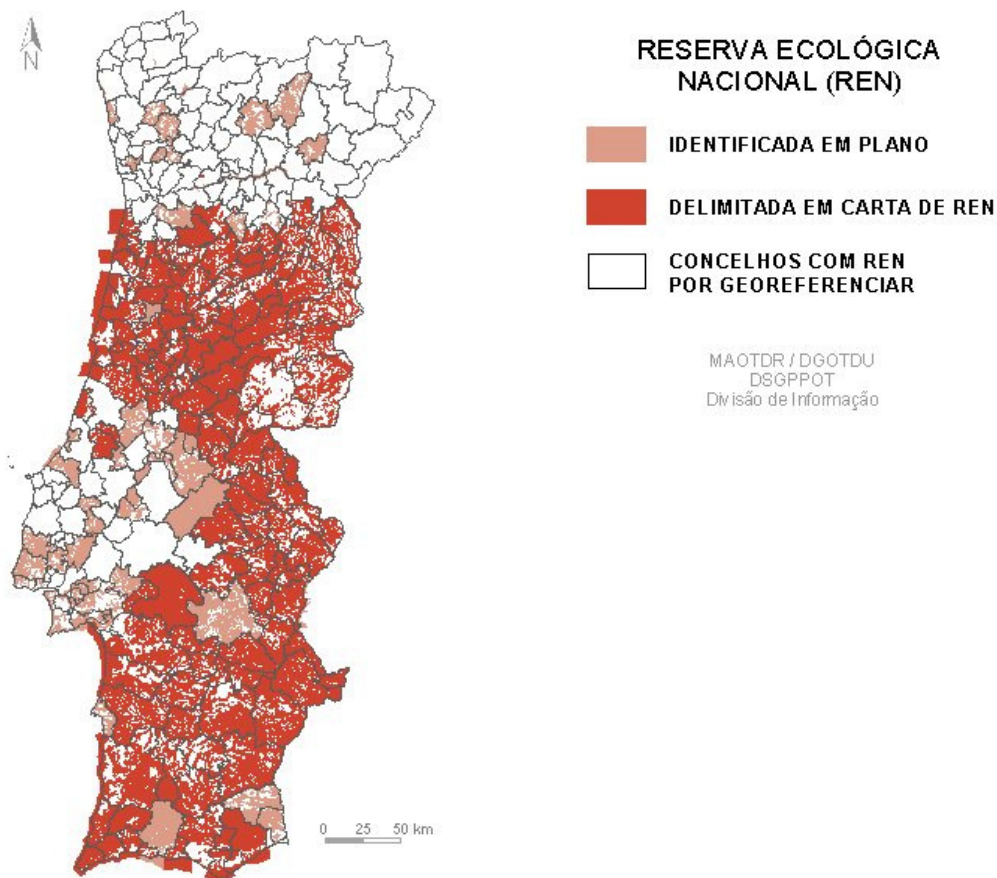 N
RESERVA ECOLÓGICA
NACIONAL (REN)
IDENTIFICADA EM PLANO
DELIMITADA EM CARTA DE REN
CONCELHOS COM REN
POR GEOREFERENCIAR
MAOTDR / DGOTDU
DSGPPOT
Divisão de Informação
0 25 50 km